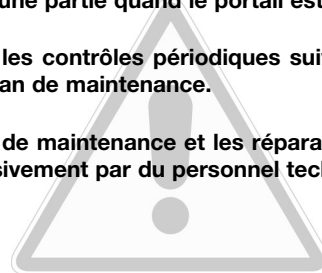 une partie quand le portail est
les contrôles périodiques sui
an de maintenance.
de maintenance et les répara
sivement par du personnel tec